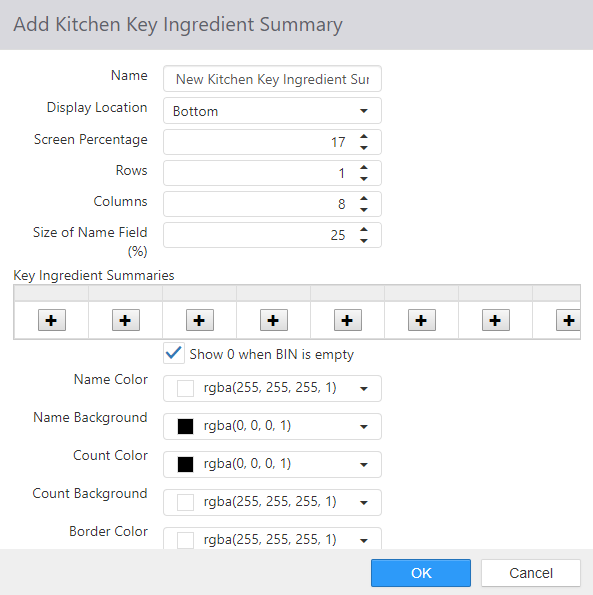 Add Kitchen Key Ingredient Summary
Name New Kitchen Key Ingredient Sur
Display Location Bottom
Screen Percentage 17
Rows 1
Columns 8
Size of Name Field (%) 25
Key Ingredient Summaries
+ + + + + + + +
Show 0 when BIN is empty
Name Color rgba(255, 255, 255, 1)
Name Background rgba(0, 0, 0, 1)
Count Color rgba(0, 0, 0, 1)
Count Background rgba(255, 255, 255, 1)
Border Color rgba(255, 255, 255, 1)
OK Cancel